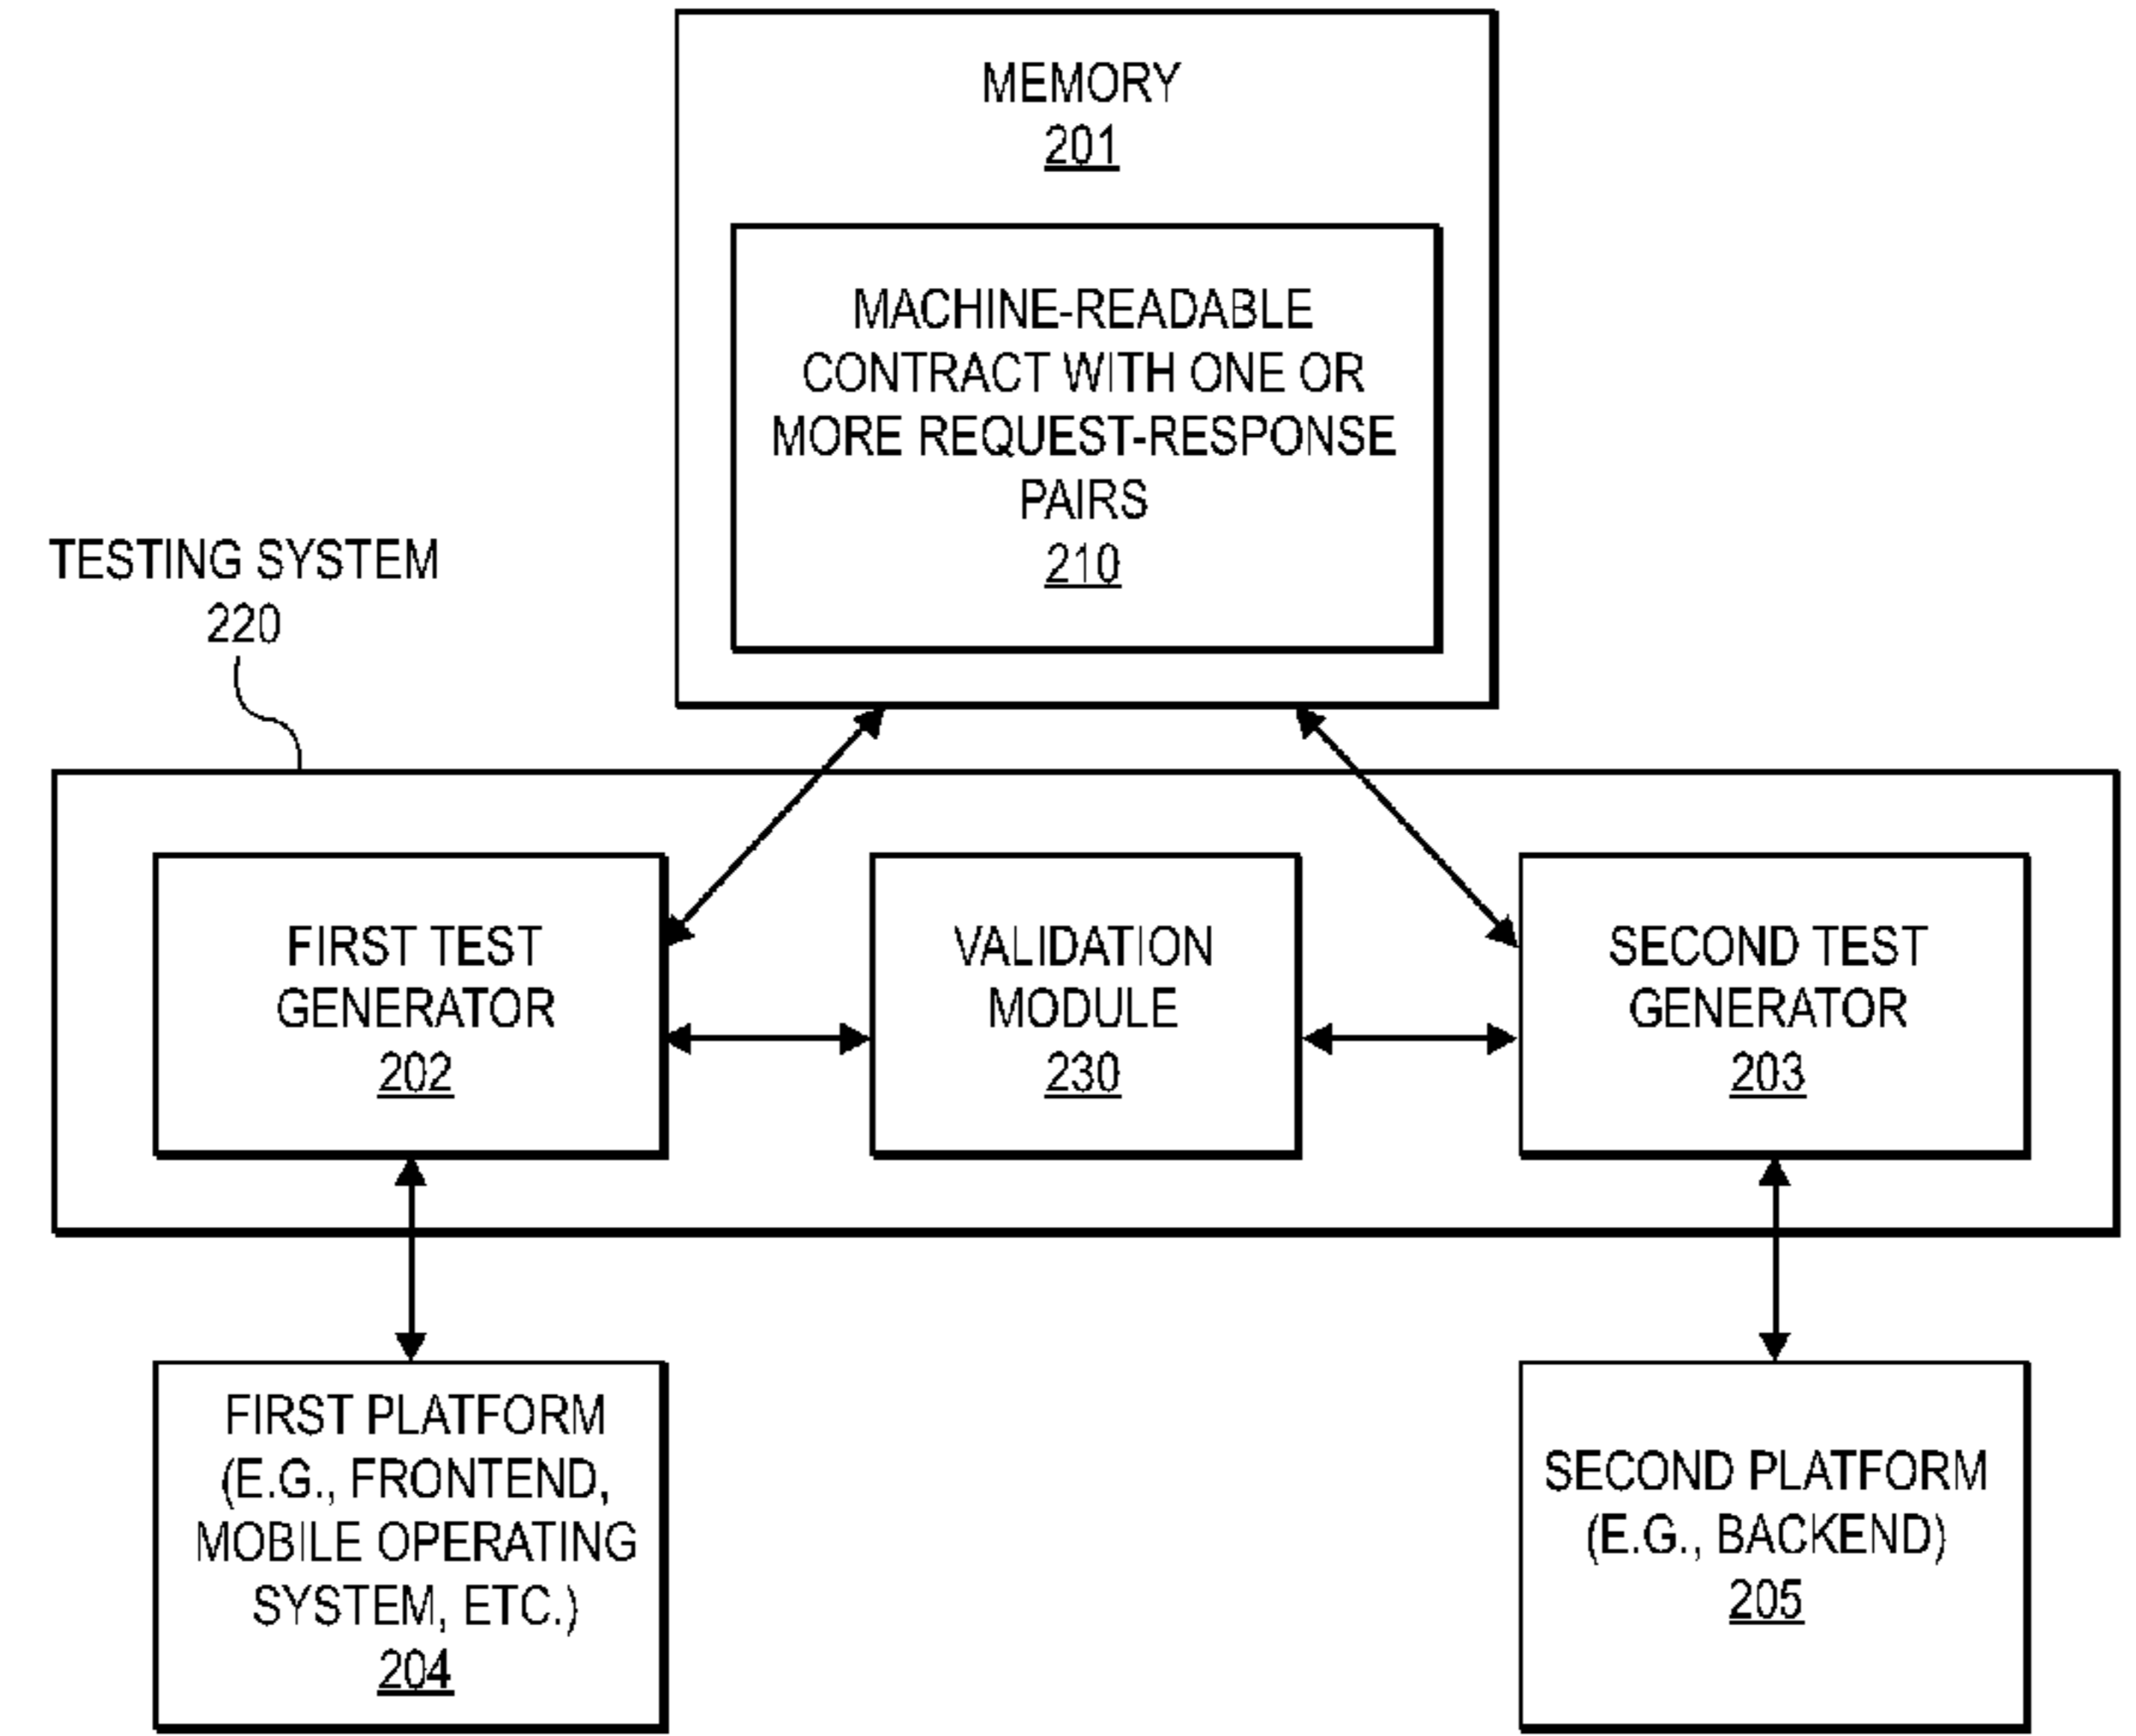 MEMORY
201
MACHINE-READABLE
CONTRACT WITH ONE OR
MORE REQUEST-RESPONSE
PAIRS
210
TESTING SYSTEM
220
FIRST TEST
GENERATOR
202
VALIDATION
MODULE
230
SECOND TEST
GENERATOR
203
FIRST PLATFORM
(E.G., FRONTEND,
MOBILE OPERATING
SYSTEM, ETC.)
204
SECOND PLATFORM
(E.G., BACKEND)
205